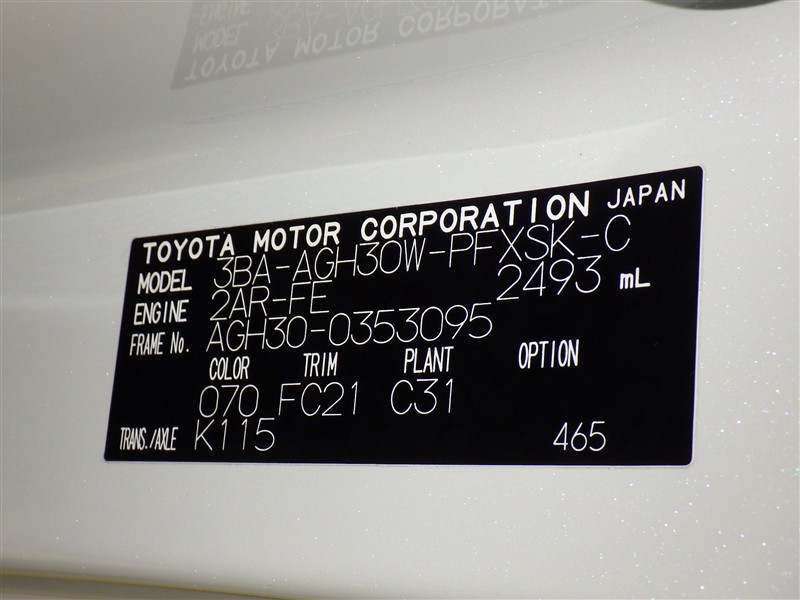 TOYOTA MOTOR CORPORATION JAPAN
MODEL 3BA-AGH30W-PFXSK-C
ENGINE 2AR-FE 2493 mL
FRAME No. AGH30-0353095
COLOR TRIM PLANT OPTION
070 FC21 C31
TRANS./AXLE K115 465